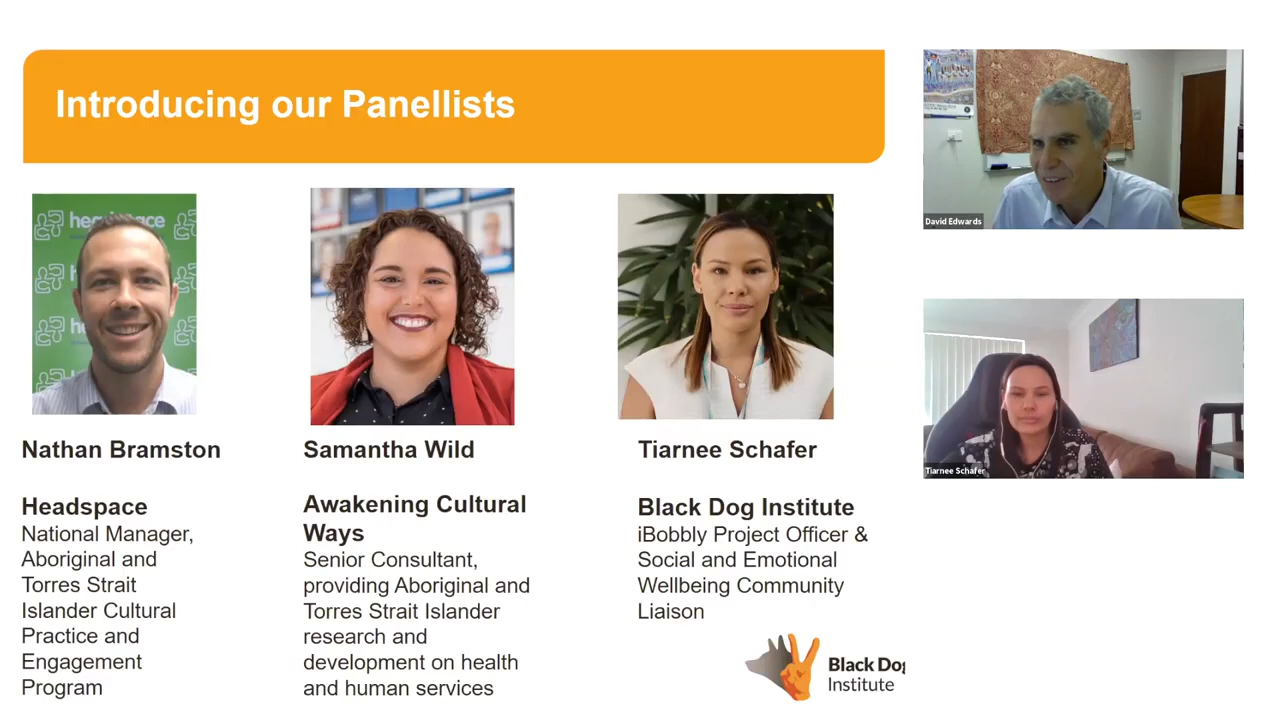 Introducing our Panellists
Nathan Bramston
Headspace
National Manager,
Aboriginal and
Torres Strait
Islander Cultural
Practice and
Engagement
Program
Samantha Wild
Awakening Cultural
Ways
Senior Consultant,
providing Aboriginal and
Torres Strait Islander
research and
development on health
and human services
Tiarnee Schafer
Black Dog Institute
iBobbly Project Officer &
Social and Emotional
Wellbeing Community
Liaison
Black Dog
Institute
David Edwards
Tiarnee Schafer